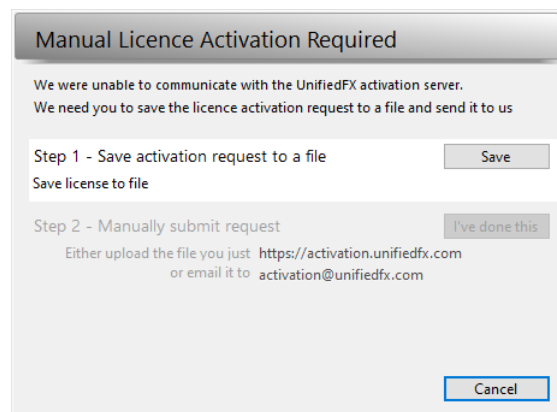 Manual Licence Activation Required
We were unable to communicate with the UnifiedFX activation server.
We need you to save the licence activation request to a file and send it to us
Step 1 - Save activation request to a file
Save
Save license to file
Step 2 - Manually submit request
I've done this
Either upload the file you just https://activation.unifiedfx.com
or email it to activation@unifiedfx.com
Cancel